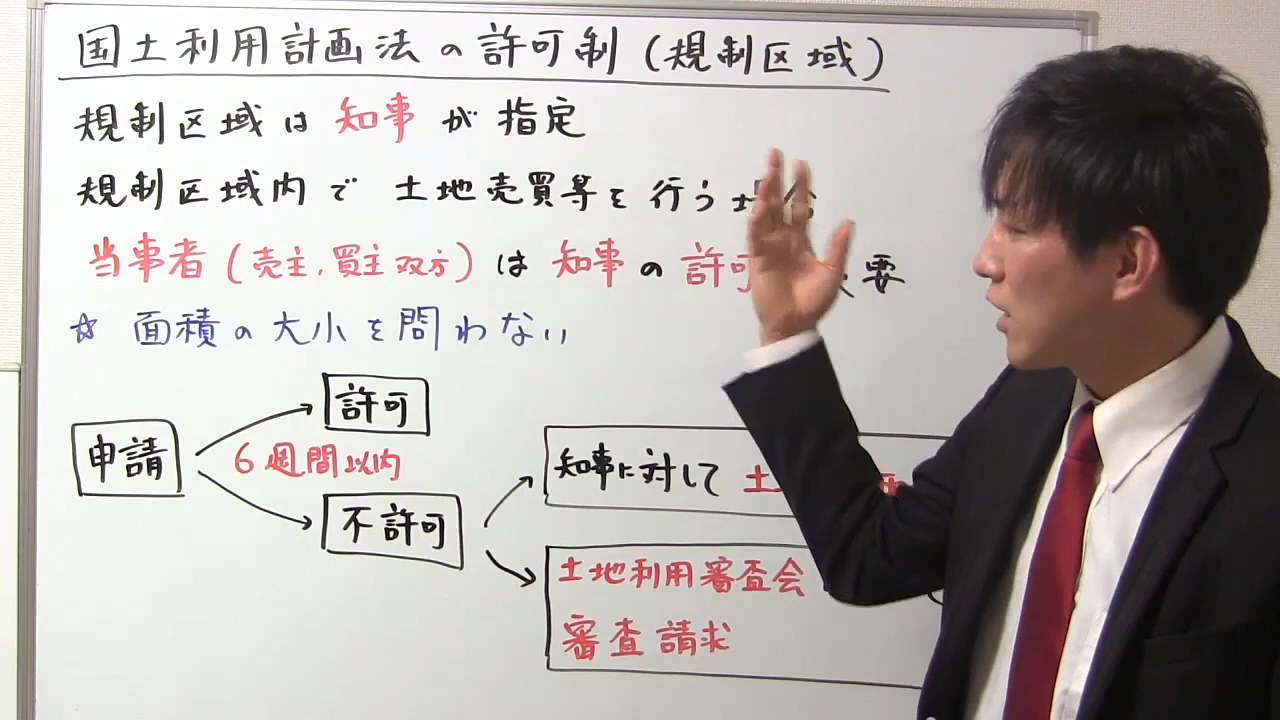 国土利用計画法の許可制(規制区域)
規制区域は知事が指定
規制区域内で土地売買等を行う場合
当事者(売主,買主双方)は知事の許可 要
☆ 面積の大小を問わない
申請
許可
6週間以内
不許可
知事に対して 土
土地利用審査会
審査請求